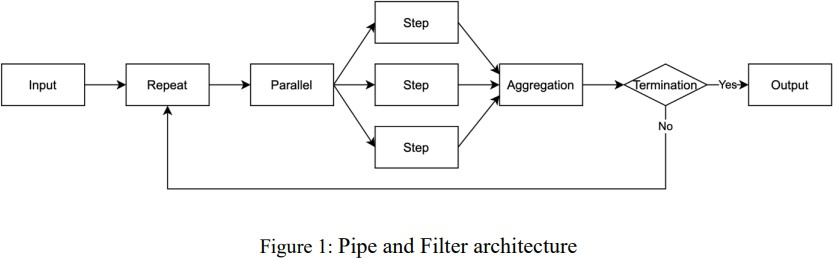 Step
Input
Repeat
Parallel
Step
Aggregation
Termination
Yes
Output
No
Step
Figure 1: Pipe and Filter architecture